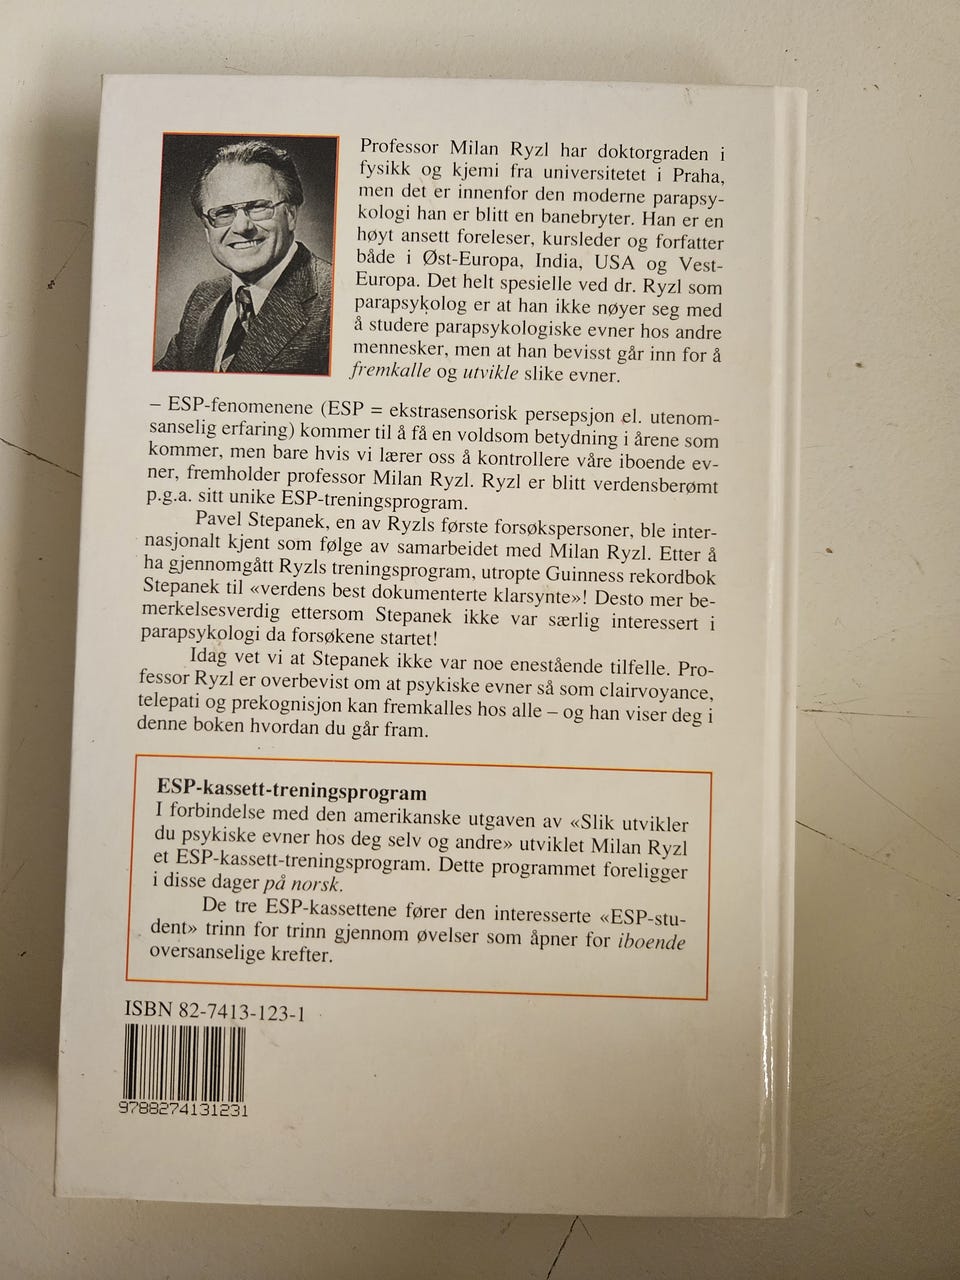 Professor Milan Ryzl har doktorgraden i
fysikk og kjemi fra universitetet i Praha,
men det er innenfor den moderne parapsy-
kologi han er blitt en banebryter. Han er en
høyt ansett foreleser, kursleder og forfatter
både i Øst-Europa, India, USA og Vest-
Europa. Det helt spesielle ved dr. Ryzl som
parapsykolog er at han ikke nøyer seg med
å studere parapsykologiske evner hos andre
mennesker, men at han bevisst går inn for å
fremkalle og utvikle slike evner.
– ESP-fenomenene (ESP = ekstrasensorisk persepsjon el. utenom-
sanselig erfaring) kommer til å få en voldsom betydning i årene som
kommer, men bare hvis vi lærer oss å kontrollere våre iboende ev-
ner, fremholder professor Milan Ryzl. Ryzl er blitt verdensberømt
p.g.a. sitt unike ESP-treningsprogram.
Pavel Stepanek, en av Ryzls første forsøkspersoner, ble inter-
nasjonalt kjent som følge av samarbeidet med Milan Ryzl. Etter å
ha gjennomgått Ryzls treningsprogram, utropte Guinness rekordbok
Stepanek til «verdens best dokumenterte klarsynte»! Desto mer be-
merkelsesverdig ettersom Stepanek ikke var særlig interessert i
parapsykologi da forsøkene startet!
Idag vet vi at Stepanek ikke var noe enestående tilfelle. Pro-
fessor Ryzl er overbevist om at psykiske evner så som clairvoyance,
telepati og prekognisjon kan fremkalles hos alle – og han viser deg i
denne boken hvordan du går fram.
ESP-kassett-treningsprogram
I forbindelse med den amerikanske utgaven av «Slik utvikler
du psykiske evner hos deg selv og andre» utviklet Milan Ryzl
et ESP-kassett-treningsprogram. Dette programmet foreligger
i disse dager på norsk.
De tre ESP-kassettene fører den interesserte «ESP-stu-
dent» trinn for trinn gjennom øvelser som åpner for iboende
oversanselige krefter.
ISBN 82-7413-123-1
9788274131231